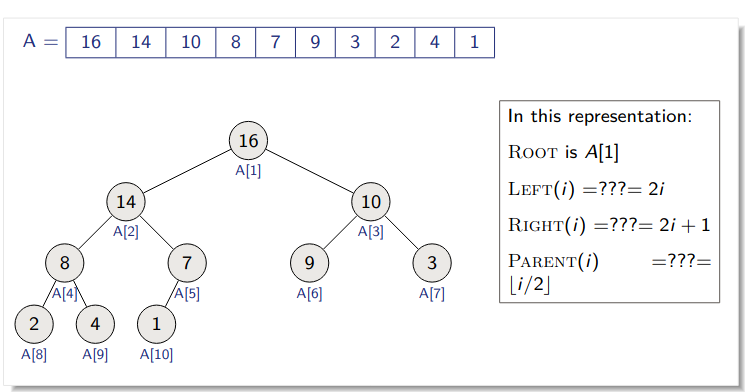 A = 16 14 10 8 7 9 3 2 4 1
In this representation:
ROOT is A[1]
LEFT(i) =???= 2i
RIGHT(i) =???= 2i + 1
PARENT(i) =???=
⌊i/2⌋
16
A[1]
14 10
A[2] A[3]
8 7 9 3
A[4] A[5] A[6] A[7]
2 4 1
A[8] A[9] A[10]